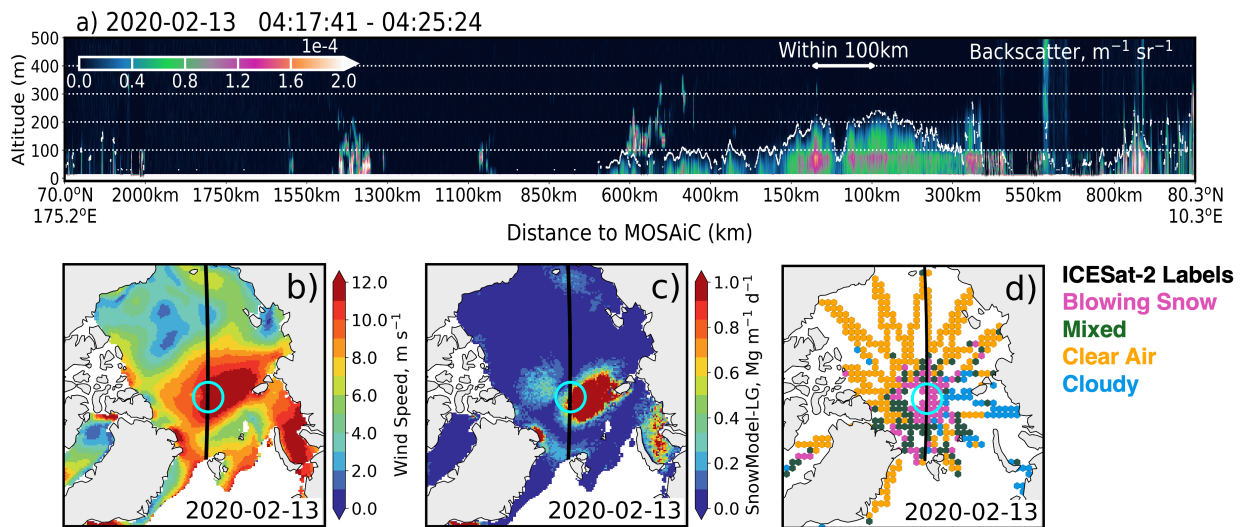 a) 2020-02-13 04:17:41 - 04:25:24
Altitude (m)
500
400
300
200
100
0
1e-4
0.0 0.4 0.8 1.2 1.6 2.0
Within 100km
Backscatter, m⁻¹ sr⁻¹
70.0°N 2000km 1750km 1550km 1300km 1100km 850km 600km 400km 150km 100km 300km 550km 800km 80.3°N
175.2°E 10.3°E
Distance to MOSAiC (km)
b)
2020-02-13
12.0
10.0
8.0
6.0
4.0
2.0
0.0
Wind Speed, m s⁻¹
c)
2020-02-13
1.0
0.8
0.6
0.4
0.2
0.0
SnowModel-LG, Mg m⁻¹ d⁻¹
d)
2020-02-13
ICESat-2 Labels
Blowing Snow
Mixed
Clear Air
Cloudy